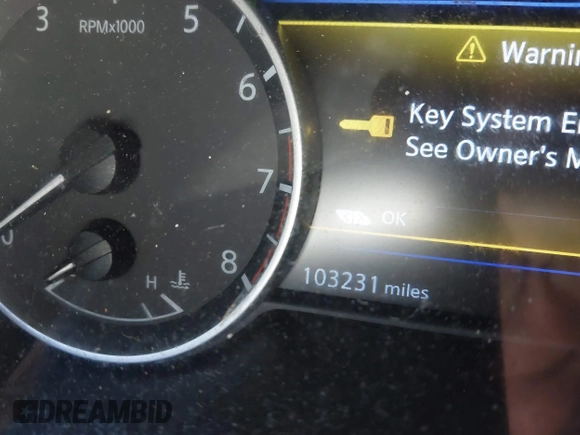 3
RPMx1000
5
6
7
8
H
Warnin
Key System E
See Owner's M
OK
103231 miles
DREAMBID